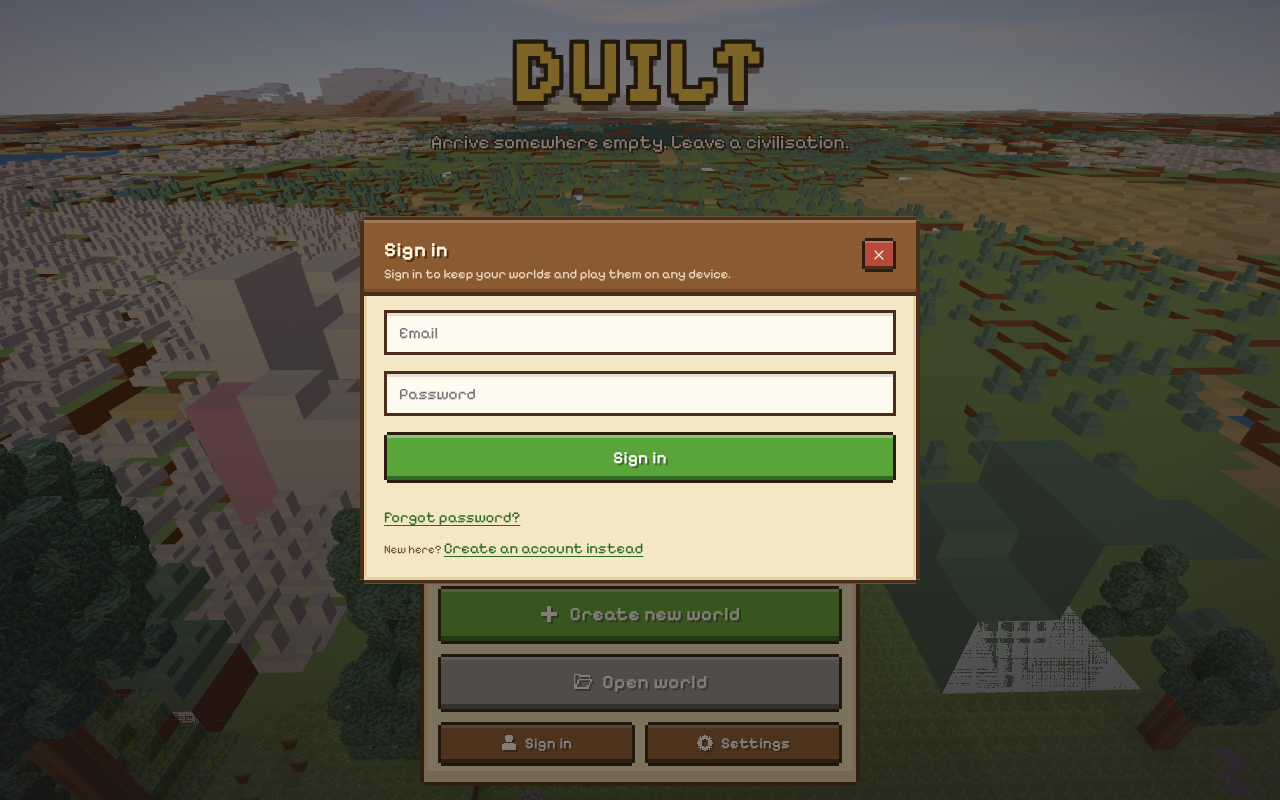 DUILT
Arrive somewhere empty. Leave a civilisation.
Sign in
Sign in to keep your worlds and play them on any device.
Email
Password
Sign in
Forgot password?
New here? Create an account instead
Create new world
Open world
Sign in
Settings